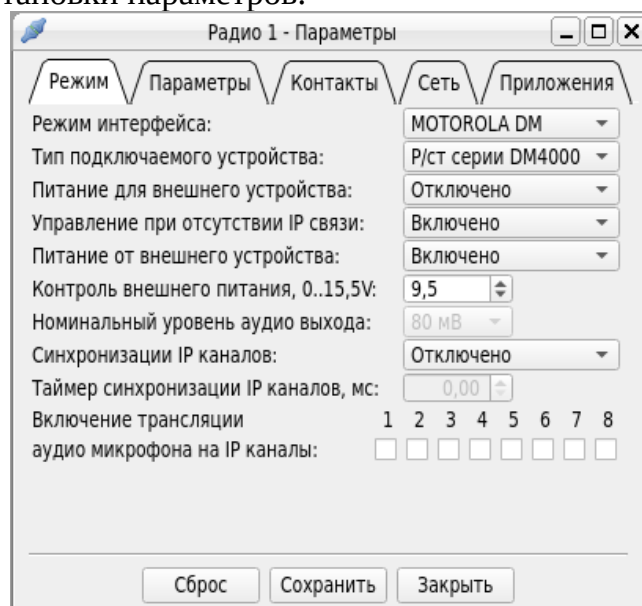 тановки параметров.
Радио 1 - Параметры
Режим Параметры Контакты Сеть Приложения
Режим интерфейса: MOTOROLA DM
Тип подключаемого устройства: Р/ст серии DM4000
Питание для внешнего устройства: Отключено
Управление при отсутствии IP связи: Включено
Питание от внешнего устройства: Включено
Контроль внешнего питания, 0..15,5V: 9,5
Номинальный уровень аудио выхода: 80 мВ
Синхронизации IP каналов: Отключено
Таймер синхронизации IP каналов, мс: 0,00
Включение трансляции 1 2 3 4 5 6 7 8
аудио микрофона на IP каналы:
Сброс Сохранить Закрыть